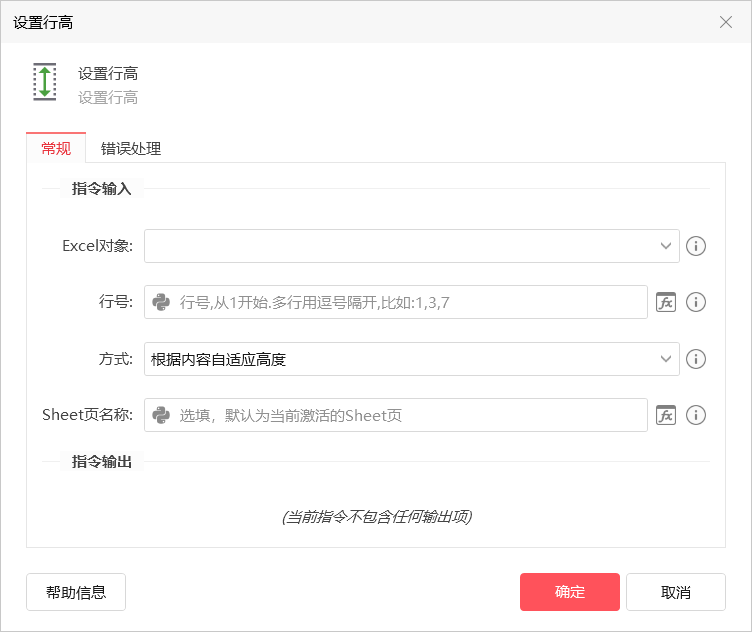 设置行高
设置行高
设置行高
常规 错误处理
指令输入
Excel对象:
行号: 行号,从1开始.多行用逗号隔开,比如:1,3,7 fx
方式: 根据内容自适应高度
Sheet页名称: 选填，默认为当前激活的Sheet页 fx
指令输出
(当前指令不包含任何输出项)
帮助信息 确定 取消